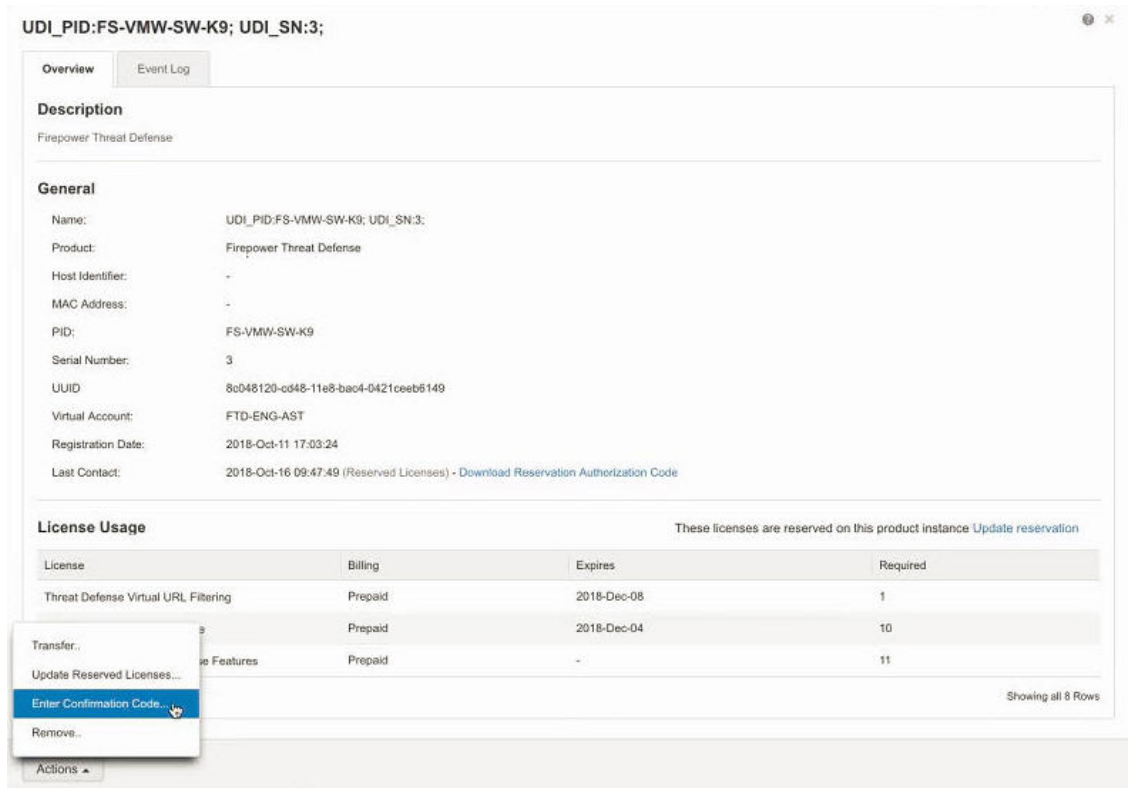 UDI_PID:FS-VMW-SW-K9; UDI_SN:3;
Overview Event Log
Description
Firepower Threat Defense
General
Name: UDI_PID:FS-VMW-SW-K9; UDI_SN:3;
Product: Firepower Threat Defense
Host Identifier: -
MAC Address: -
PID: FS-VMW-SW-K9
Serial Number: 3
UUID 8c048120-cd48-11e8-bac4-0421ceeb6149
Virtual Account: FTD-ENG-AST
Registration Date: 2018-Oct-11 17:03:24
Last Contact: 2018-Oct-16 09:47:49 (Reserved Licenses) - Download Reservation Authorization Code
License Usage These licenses are reserved on this product instance Update reservation
License Billing Expires Required
Threat Defense Virtual URL Filtering Prepaid 2018-Dec-08 1
Prepaid 2018-Dec-04 10
Features Prepaid - 11
Showing all 8 Rows
Transfer..
Update Reserved Licenses...
Enter Confirmation Code...
Remove..
Actions